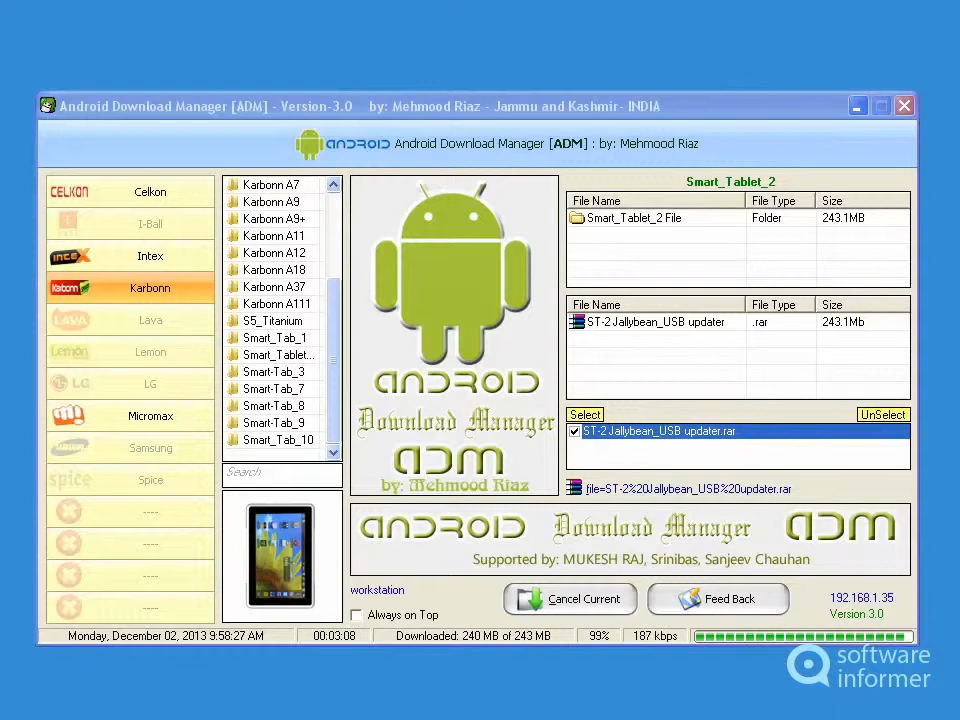 Android Download Manager [ADM] - Version-3.0 by: Mehmood Riaz - Jammu and Kashmir- INDIA
ANDROID Android Download Manager [ADM] : by: Mehmood Riaz
CELKON Celkon
I-Ball
INTEX Intex
Karbonn Karbonn
LAVA Lava
Lemon Lemon
LG LG
Micromax
Samsung
spice Spice
----
----
----
----
Karbonn A7
Karbonn A9
Karbonn A9+
Karbonn A11
Karbonn A12
Karbonn A18
Karbonn A37
Karbonn A111
S5_Titanium
Smart_Tab_1
Smart_Tablet...
Smart-Tab_3
Smart-Tab_7
Smart-Tab_8
Smart-Tab_9
Smart_Tab_10
Search
ANDROID
Download Manager
ADM
by: Mehmood Riaz
Smart_Tablet_2
File Name File Type Size
Smart_Tablet_2 File Folder 243.1MB
File Name File Type Size
ST-2 Jallybean_USB updater .rar 243.1Mb
Select UnSelect
ST-2 Jallybean_USB updater.rar
file=ST-2%20Jallybean_USB%20updater.rar
ANDROID Download Manager ADM
Supported by: MUKESH RAJ, Srinibas, Sanjeev Chauhan
workstation
Always on Top
Cancel Current
Feed Back
192.168.1.35
Version 3.0
Monday, December 02, 2013 9:58:27 AM 00:03:08 Downloaded: 240 MB of 243 MB 99% 187 kbps
software
informer